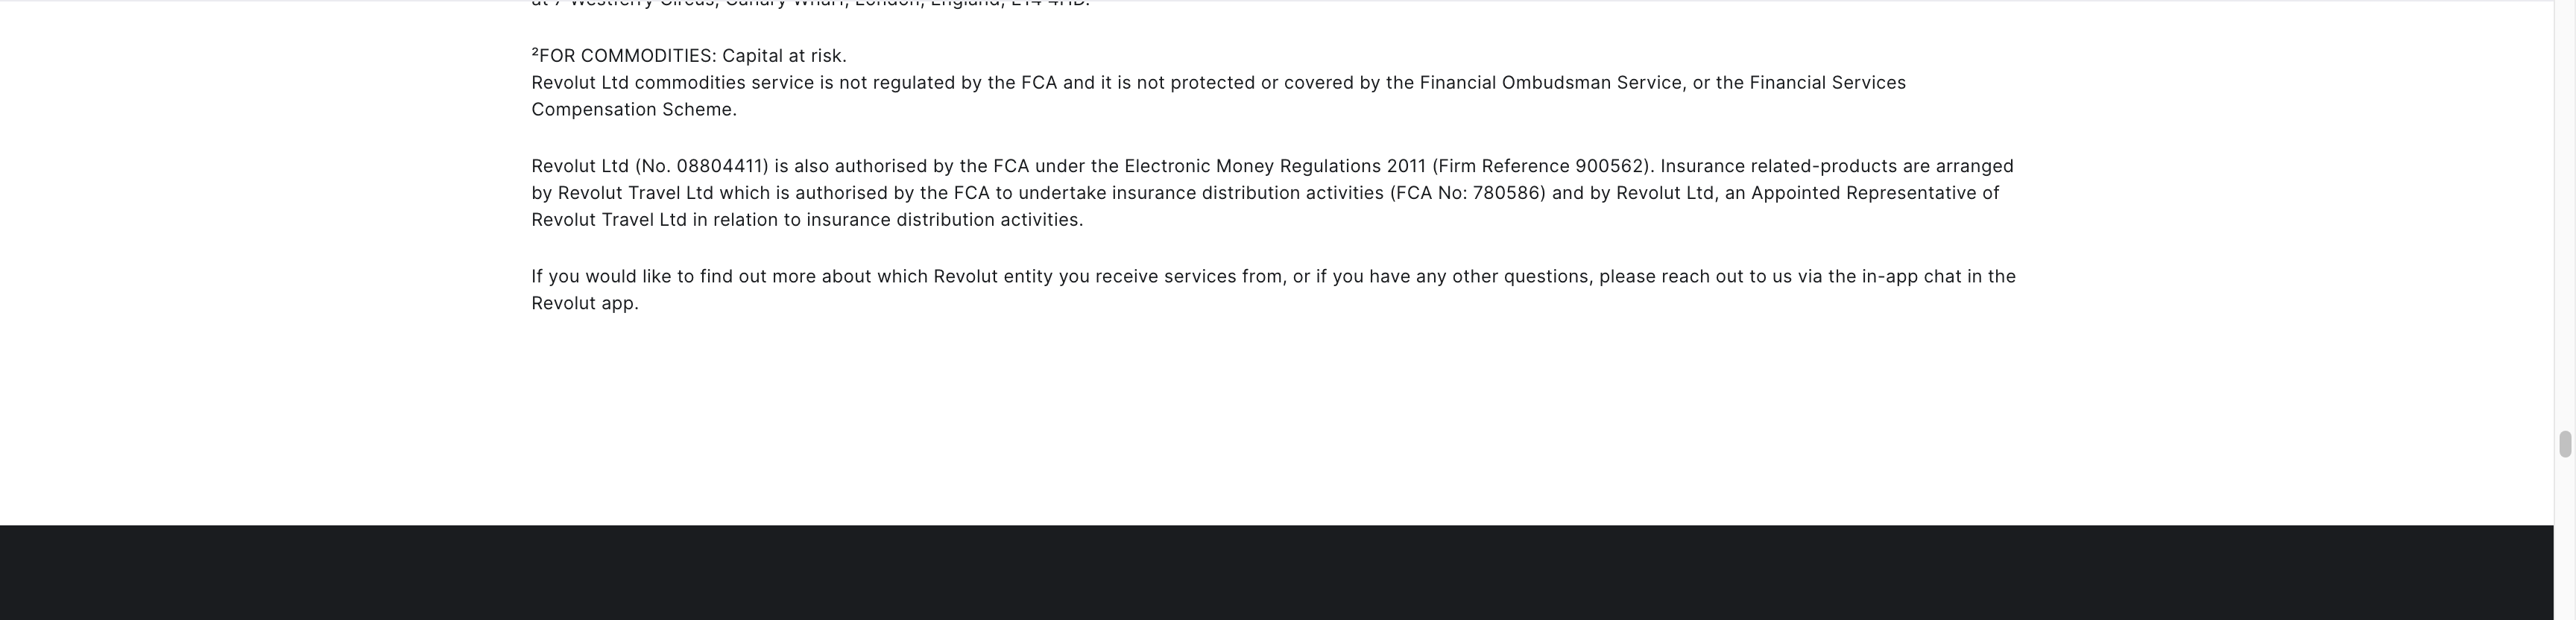 ²FOR COMMODITIES: Capital at risk.
Revolut Ltd commodities service is not regulated by the FCA and it is not protected or covered by the Financial Ombudsman Service, or the Financial Services
Compensation Scheme.
Revolut Ltd (No. 08804411) is also authorised by the FCA under the Electronic Money Regulations 2011 (Firm Reference 900562). Insurance related-products are arranged
by Revolut Travel Ltd which is authorised by the FCA to undertake insurance distribution activities (FCA No: 780586) and by Revolut Ltd, an Appointed Representative of
Revolut Travel Ltd in relation to insurance distribution activities.
If you would like to find out more about which Revolut entity you receive services from, or if you have any other questions, please reach out to us via the in-app chat in the
Revolut app.